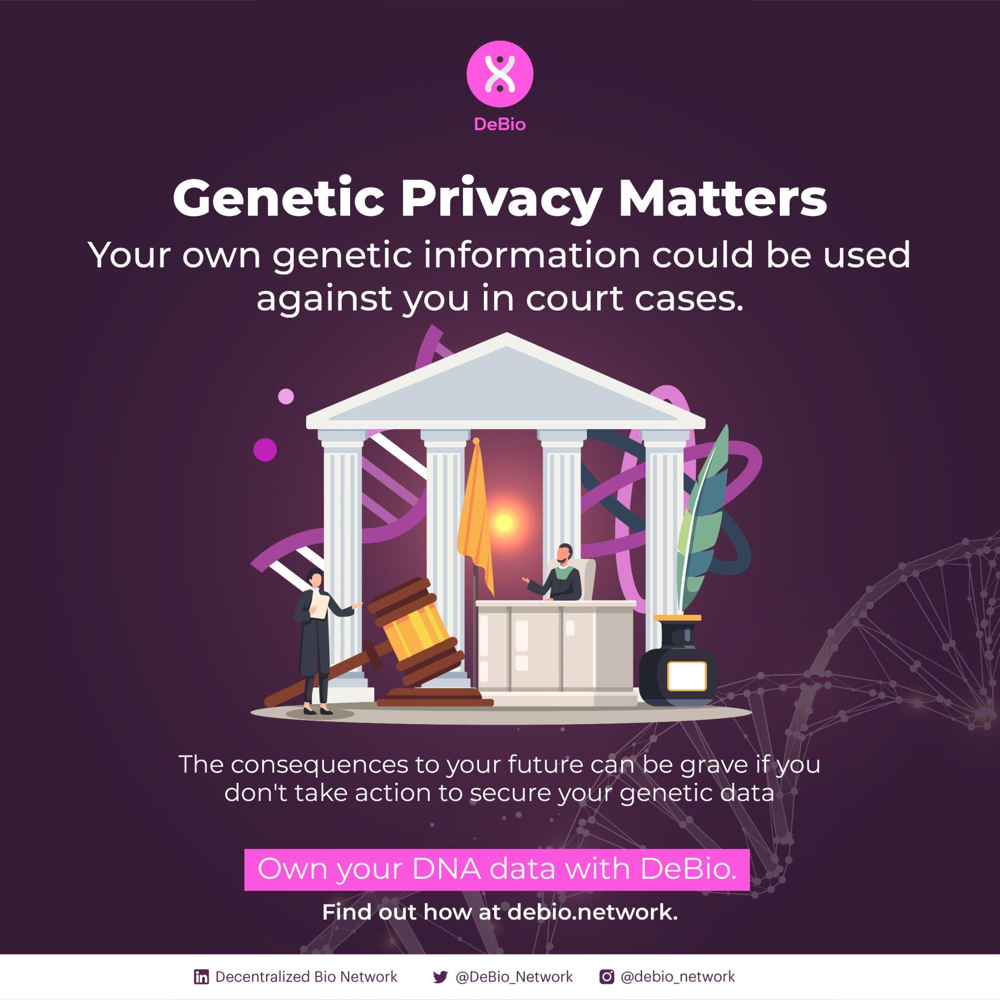 DeBio
Genetic Privacy Matters
Your own genetic information could be used
against you in court cases.
The consequences to your future can be grave if you
don't take action to secure your genetic data
Own your DNA data with DeBio.
Find out how at debio.network.
in Decentralized Bio Network @DeBio_Network @debio_network